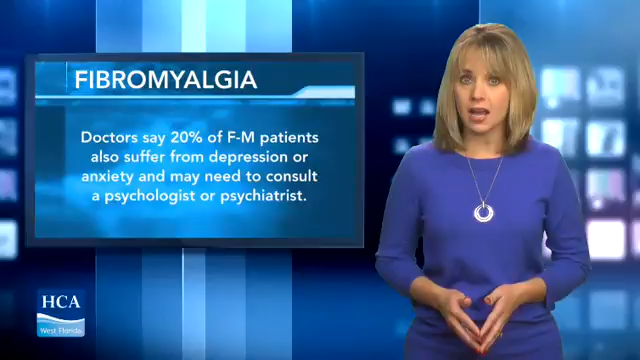 FIBROMYALGIA
Doctors say 20% of F-M patients
also suffer from depression or
anxiety and may need to consult
a psychologist or psychiatrist.
HCA
West Florida